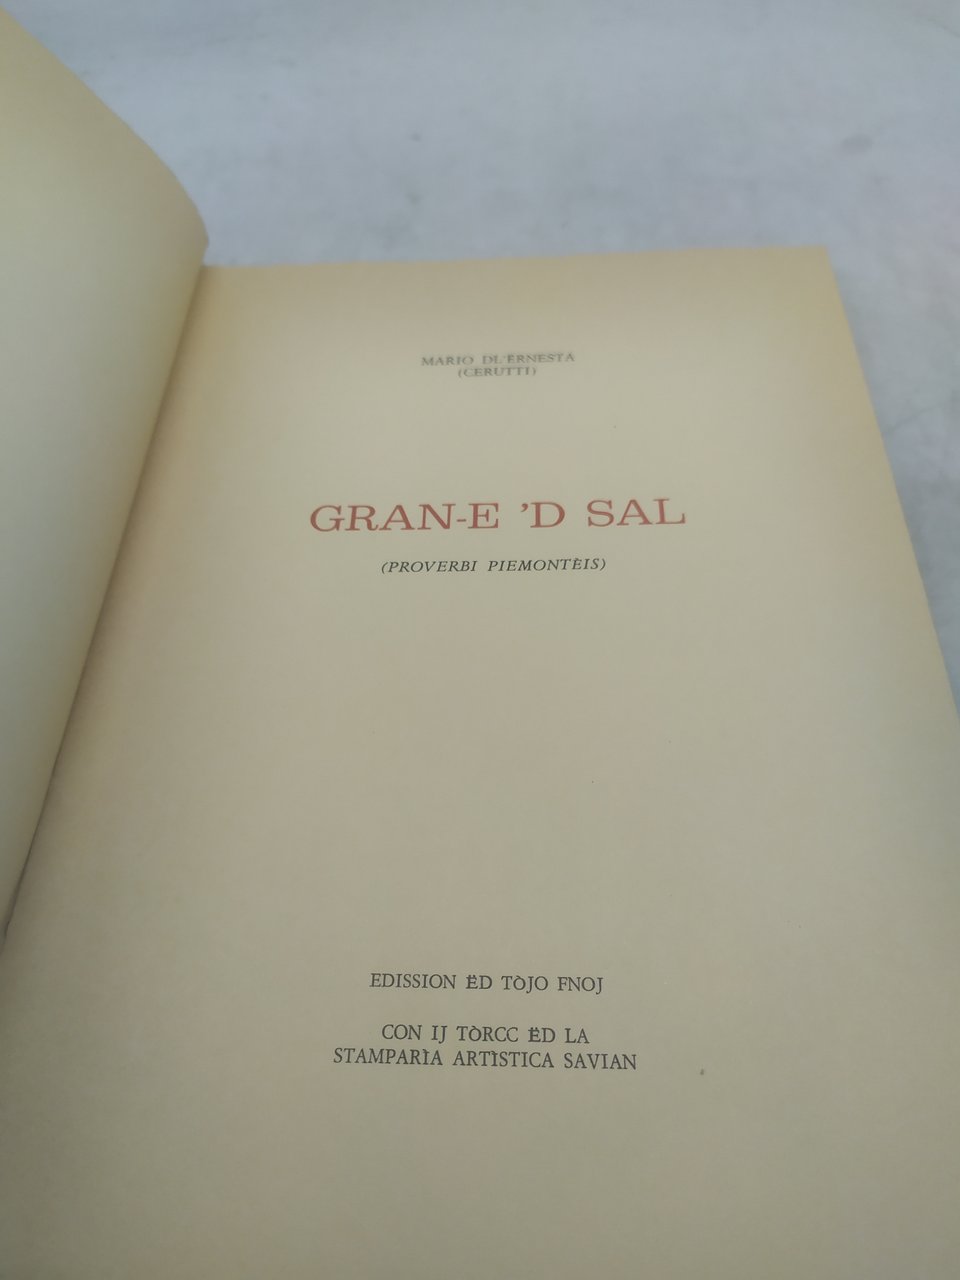 MARIO DL'ËRNESTA
(CERUTTI)
GRAN-E 'D SAL
(PROVERBI PIEMONTÈIS)
EDISSION ËD TÒJO FNOJ
CON IJ TÒRCC ËD LA
STAMPARÌA ARTÌSTICA SAVIAN